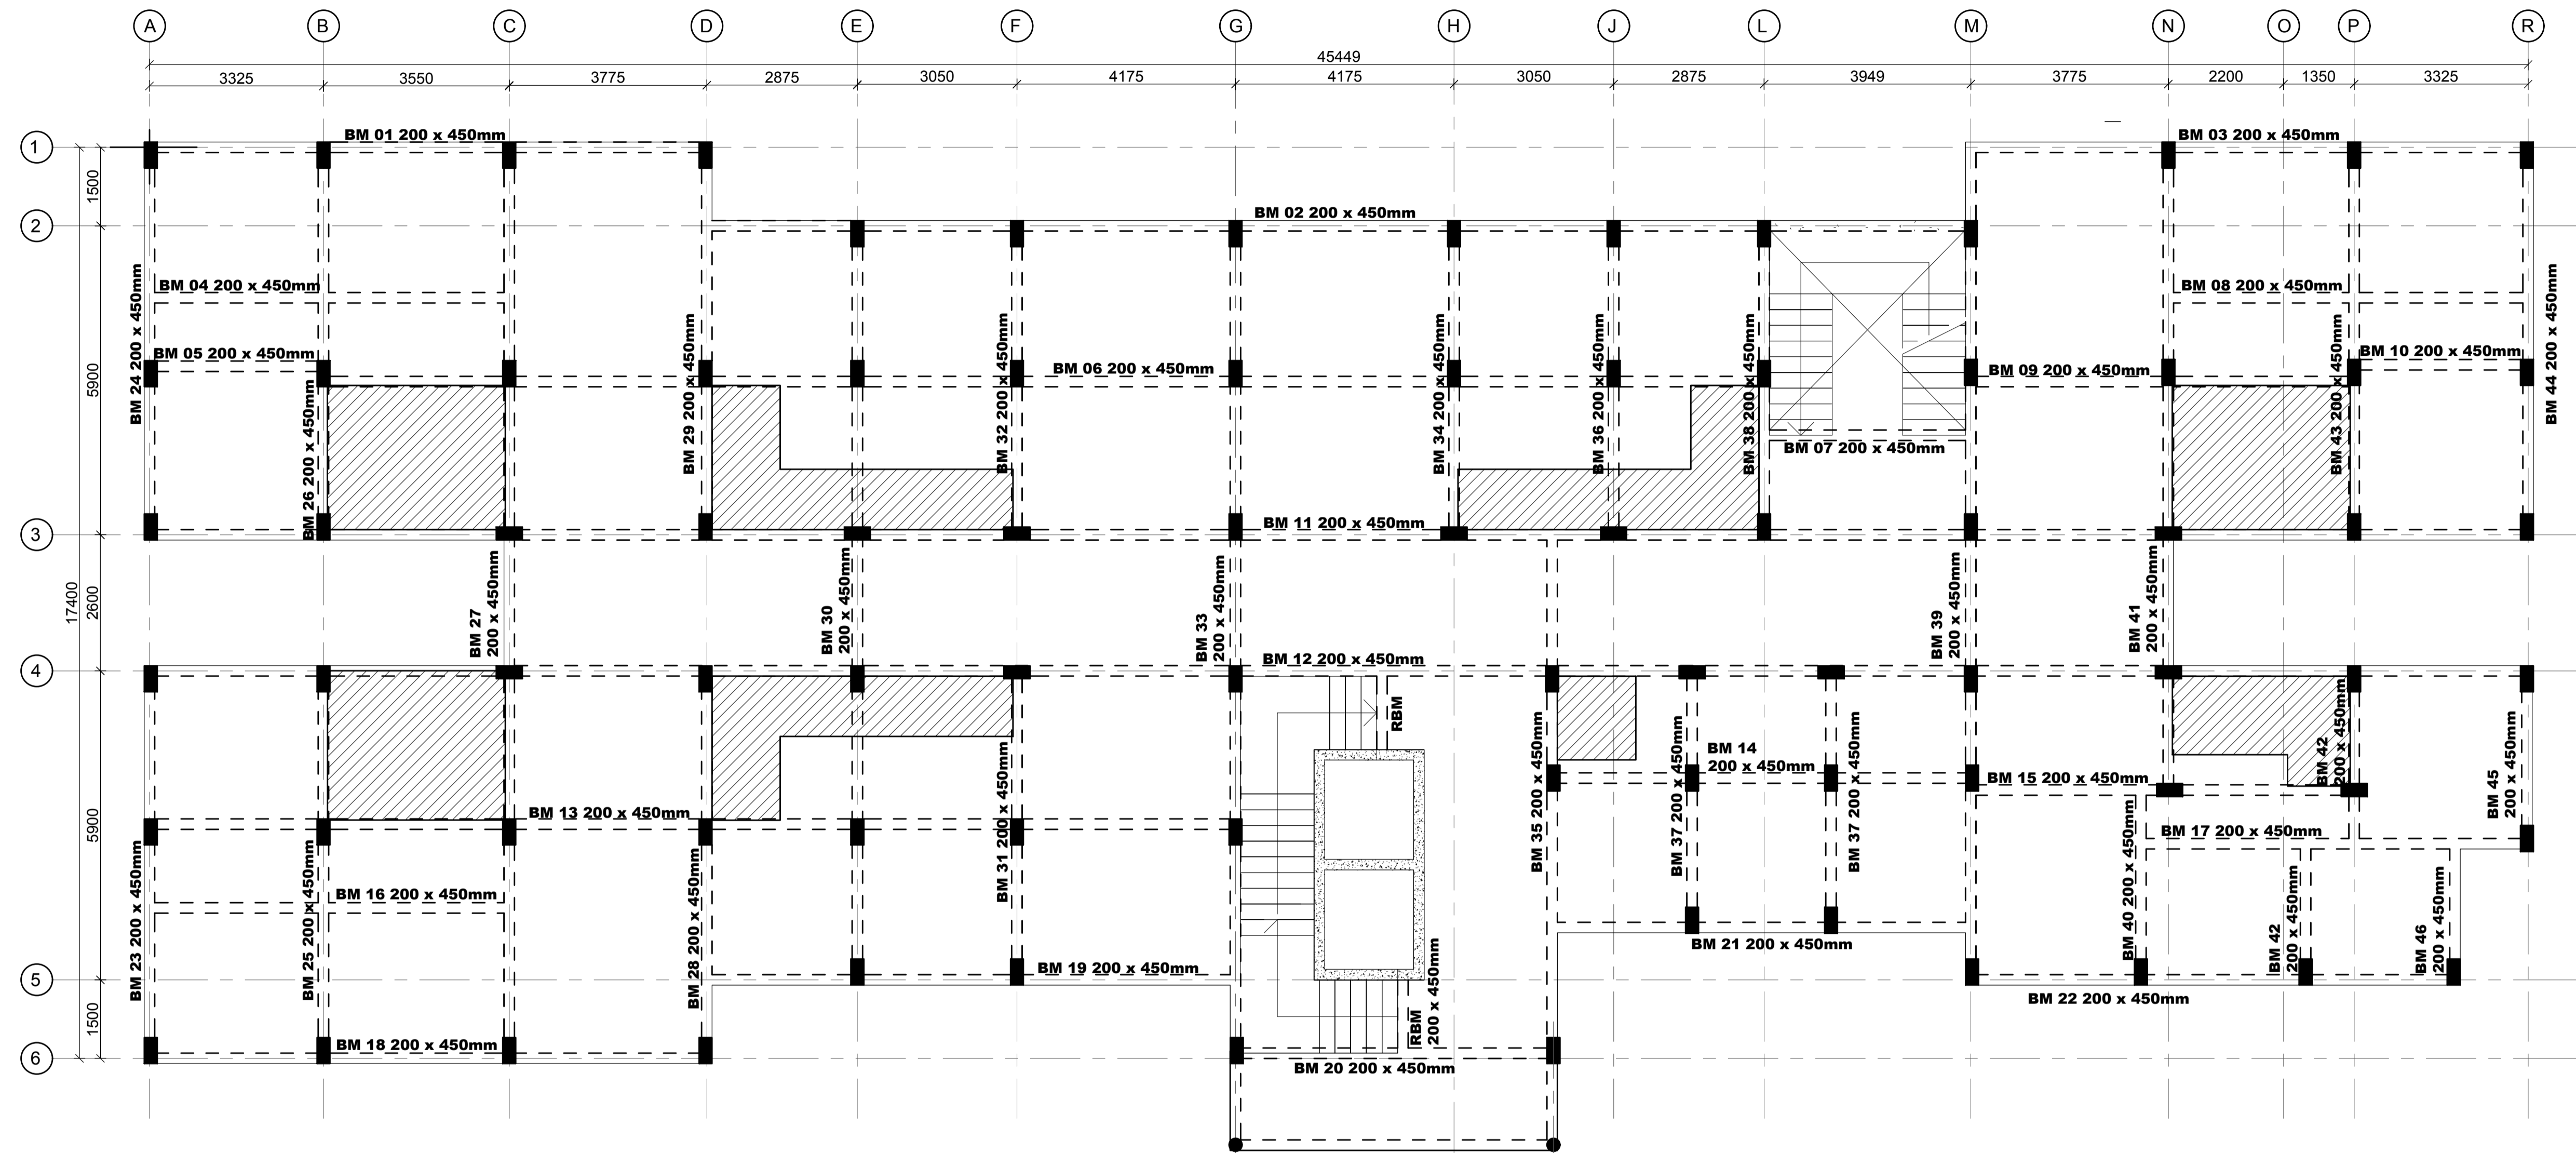 A B C D E F G H J L M N O P R
45449
3325 3550 3775 2875 3050 4175 4175 3050 2875 3949 3775 2200 1350 3325
1
BM 01 200 x 450mm
BM 03 200 x 450mm
1500
2
BM 02 200 x 450mm
BM 24 200 x 450mm
BM 04 200 x 450mm
BM 08 200 x 450mm
BM 44 200 x 450mm
BM 05 200 x 450mm
BM 29 200 x 450mm
BM 32 200 x 450mm
BM 06 200 x 450mm
BM 34 200 x 450mm
BM 36 200 x 450mm
BM 38 200 x 450mm
BM 09 200 x 450mm
BM 43 200 x 450mm
BM 10 200 x 450mm
5900
BM 26 200 x 450mm
BM 07 200 x 450mm
3
BM 11 200 x 450mm
17400
2600
BM 27
200 x 450mm
BM 30
200 x 450mm
BM 33
200 x 450mm
BM 39
200 x 450mm
BM 41
200 x 450mm
4
BM 12 200 x 450mm
RBM
BM 35 200 x 450mm
BM 37 200 x 450mm
BM 14
200 x 450mm
BM 37 200 x 450mm
BM 15 200 x 450mm
BM 42
200 x 450mm
BM 45
200 x 450mm
5900
BM 13 200 x 450mm
BM 31 200 x 450mm
BM 17 200 x 450mm
BM 23 200 x 450mm
BM 25 200 x 450mm
BM 16 200 x 450mm
BM 28 200 x 450mm
BM 40 200 x 450mm
BM 42
200 x 450mm
BM 46
200 x 450mm
BM 21 200 x 450mm
5
BM 19 200 x 450mm
RBM
200 x 450mm
BM 22 200 x 450mm
1500
6
BM 18 200 x 450mm
BM 20 200 x 450mm